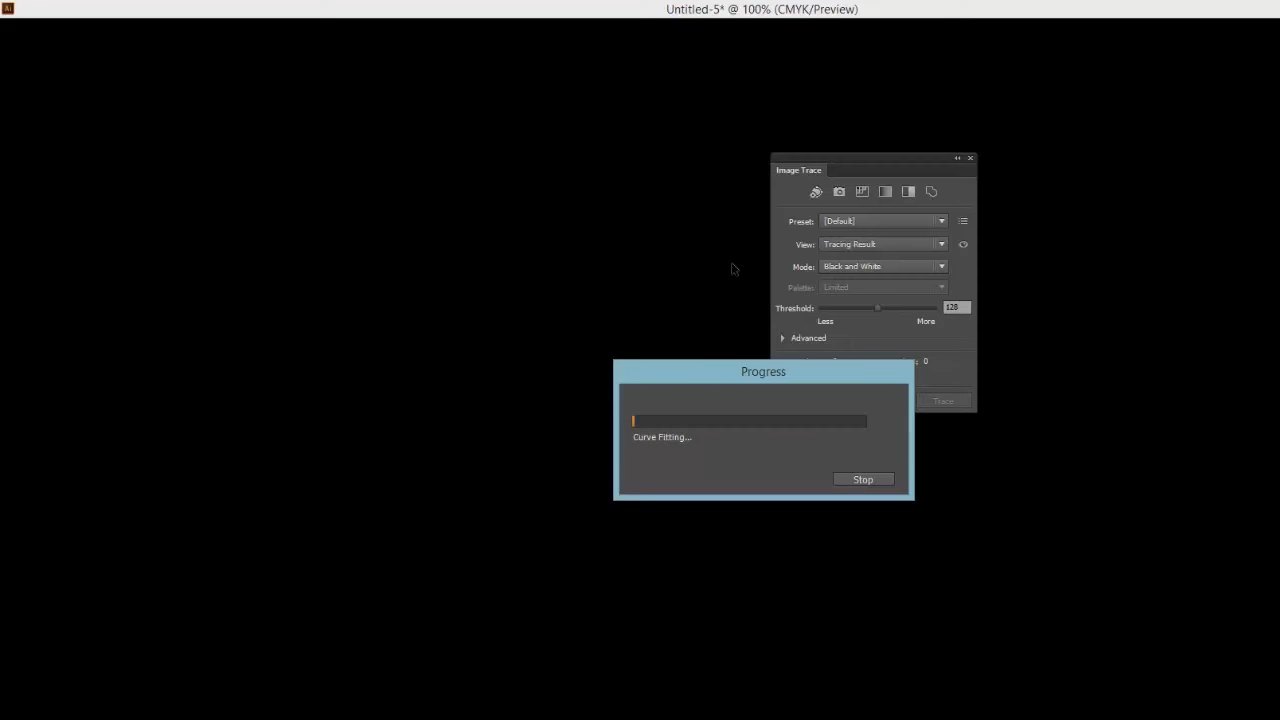 Ai
Untitled-5* @ 100% (CMYK/Preview)
Image Trace
Preset: [Default]
View: Tracing Result
Mode: Black and White
Palette: Limited
Threshold: 128
Less More
Advanced
: 0
Progress
Trace
Curve Fitting...
Stop